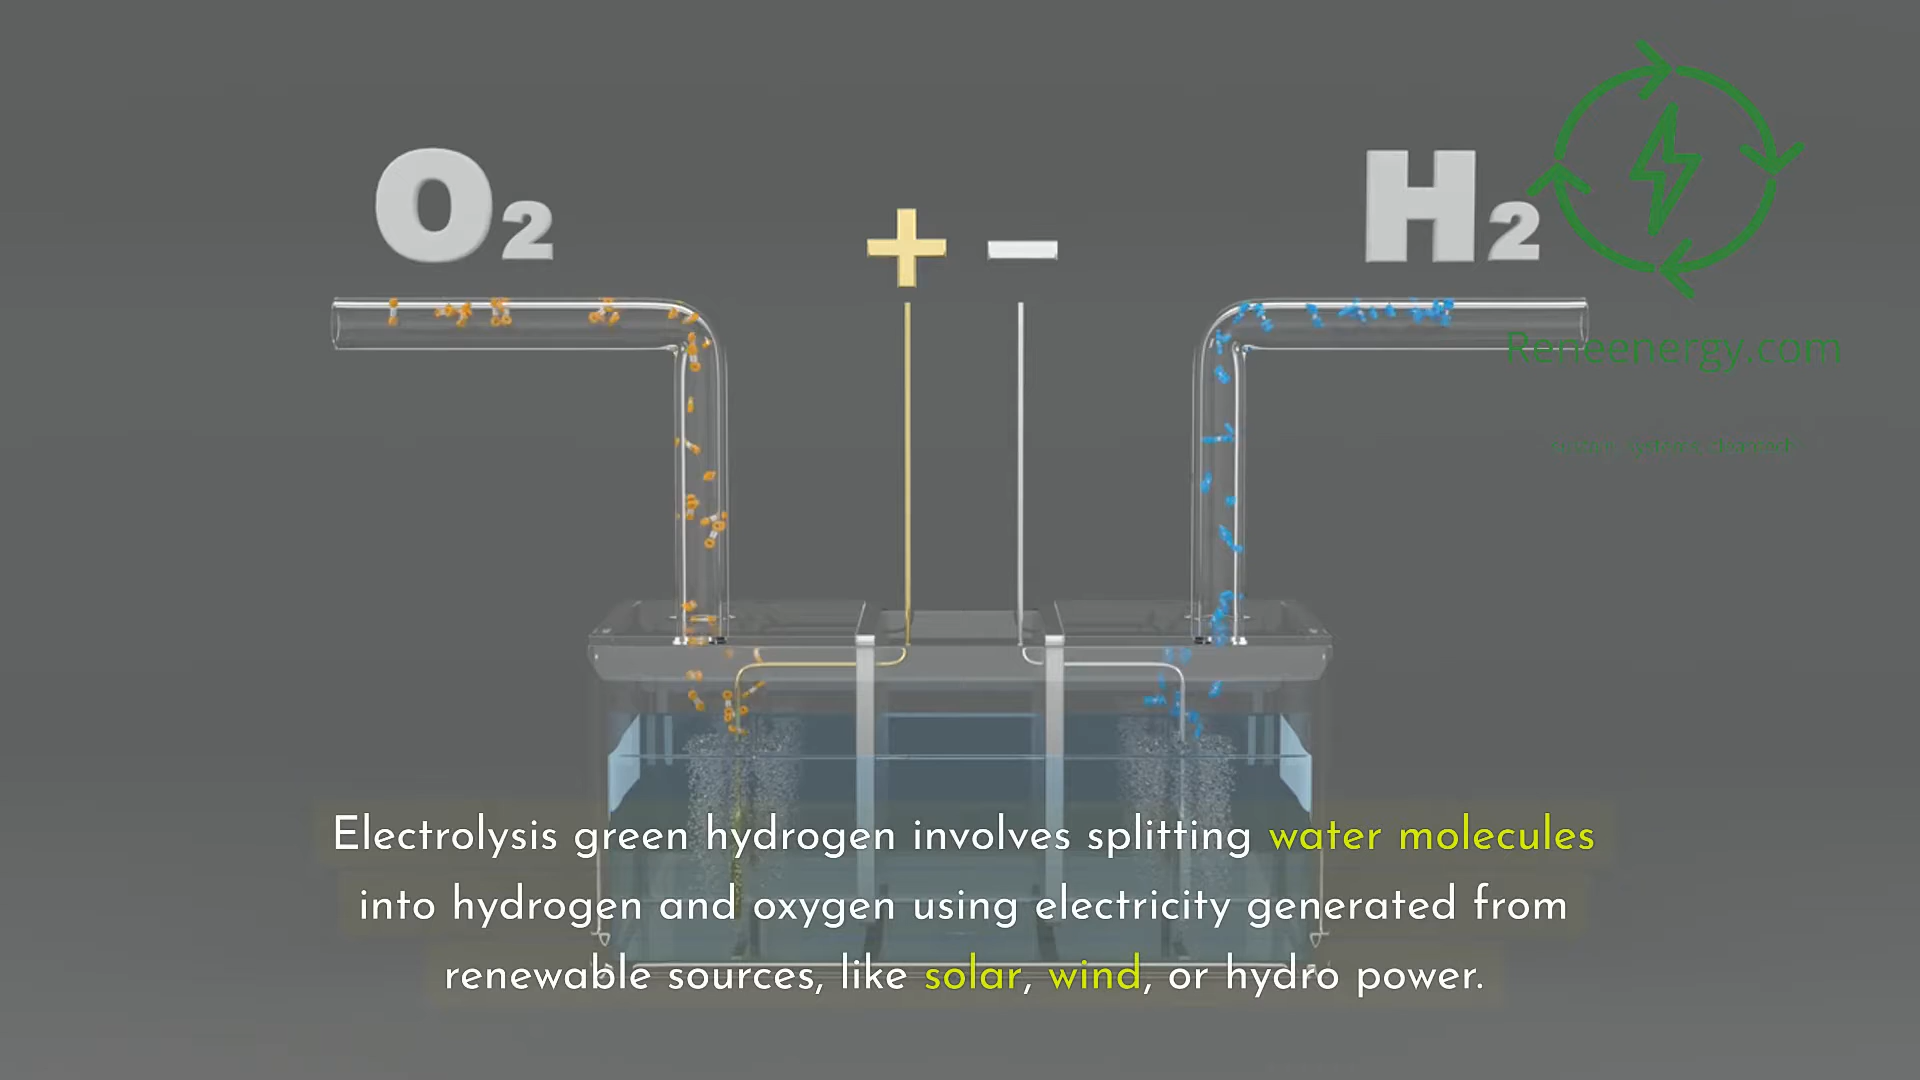 O2
+ −
H2
Reneenergy.com
Electrolysis green hydrogen involves splitting water molecules
into hydrogen and oxygen using electricity generated from
renewable sources, like solar, wind, or hydro power.